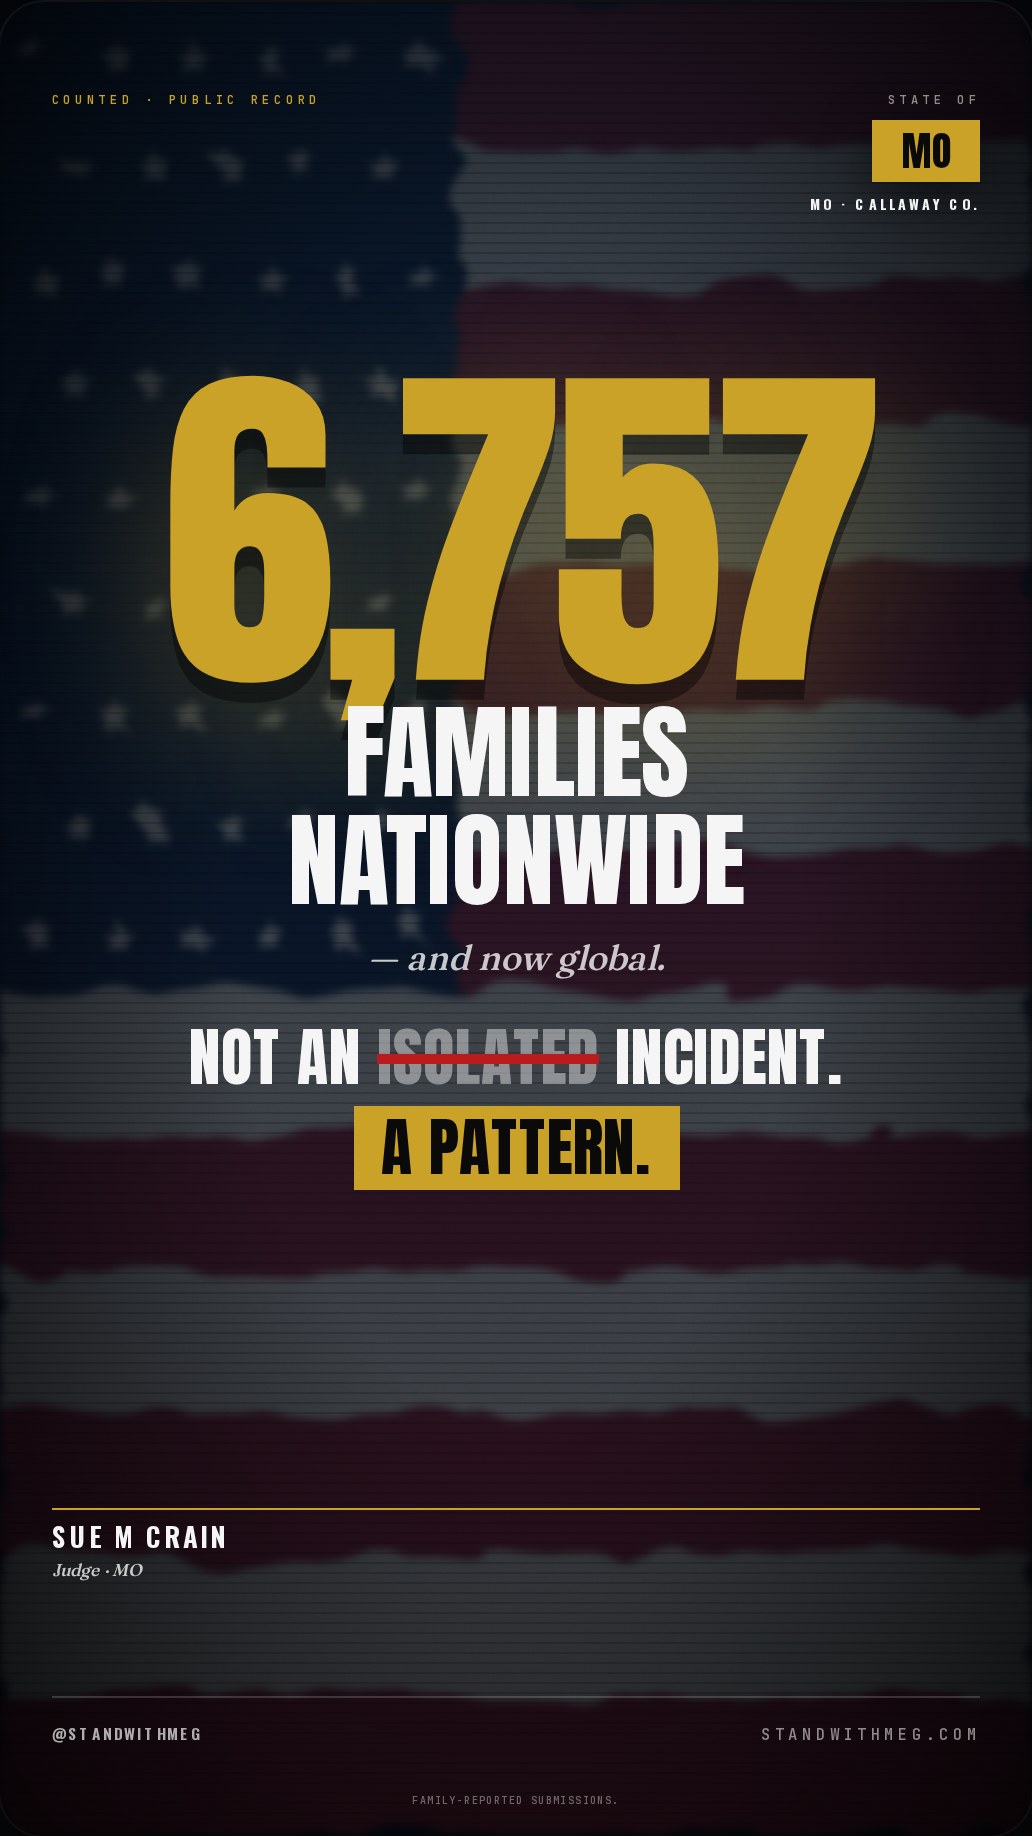 COUNTED · PUBLIC RECORD
STATE OF
MO
MO · CALLAWAY CO.
6,757
FAMILIES
NATIONWIDE
— and now global.
NOT AN ISOLATED INCIDENT.
A PATTERN.
SUE M CRAIN
Judge · MO
@STANDWITHMEG
STANDWITHMEG.COM
FAMILY-REPORTED SUBMISSIONS.